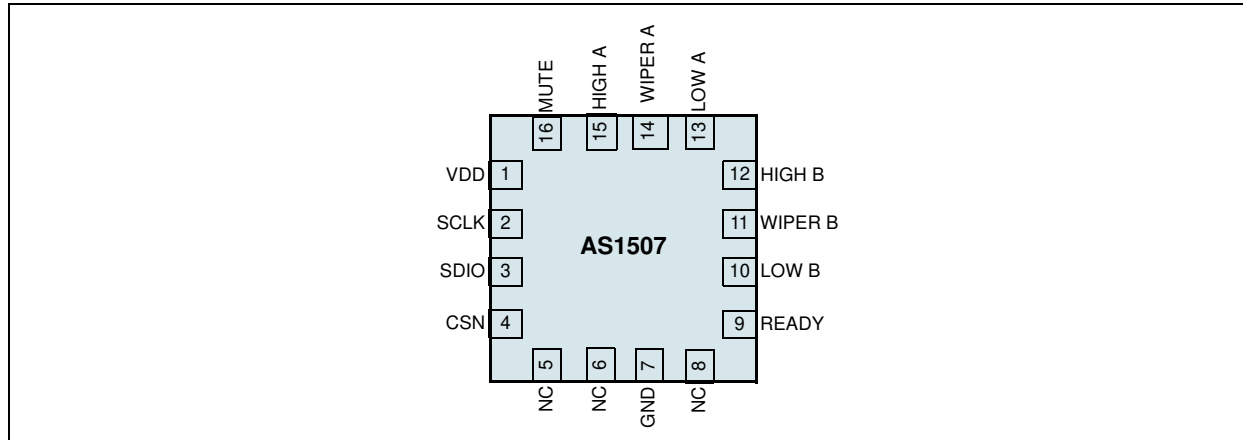 MUTE
HIGH A
WIPER A
LOW A
16
15
14
13
VDD 1
12 HIGH B
SCLK 2
11 WIPER B
AS1507
SDIO 3
10 LOW B
CSN 4
9 READY
5
6
7
8
NC
NC
GND
NC